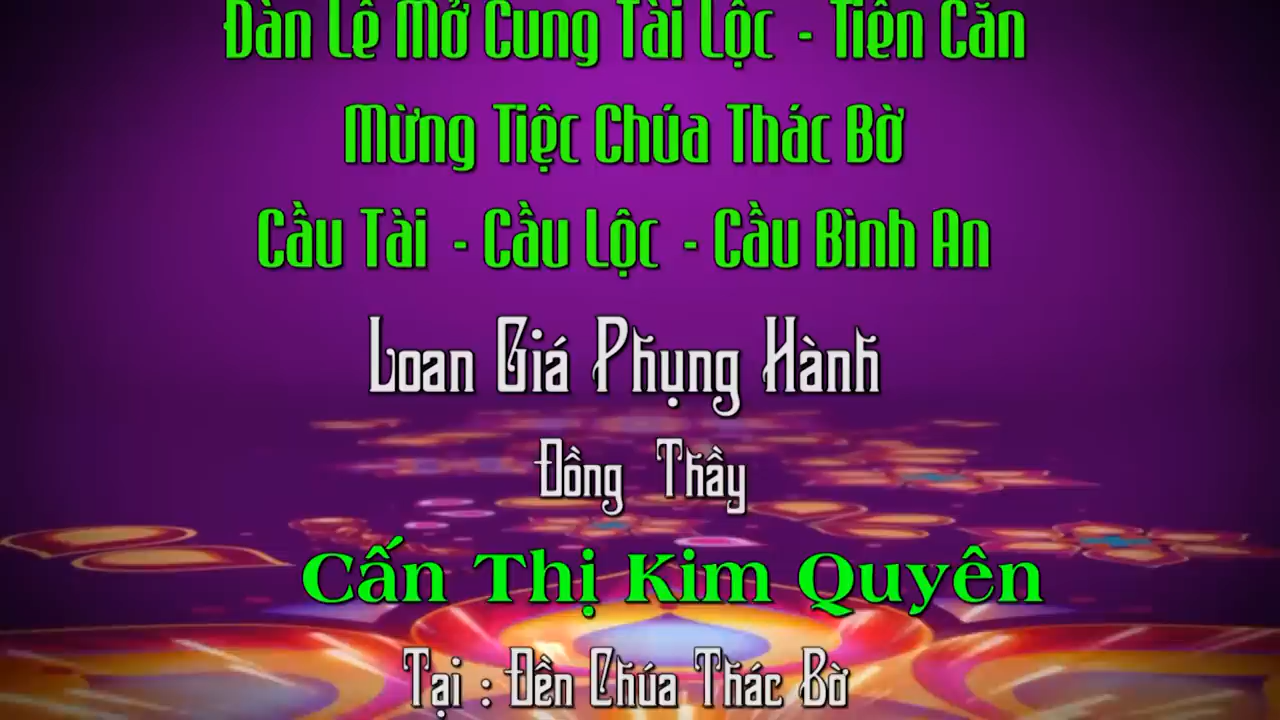 Đàn Lễ Mở Cung Tài Lộc - Tiền Căn
Mừng Tiệc Chúa Thác Bờ
Cầu Tài - Cầu Lộc - Cầu Bình An
Loan Giá Phụng Hành
Đồng Thầy
Cấn Thị Kim Quyên
Tại : Đền Chúa Thác Bờ